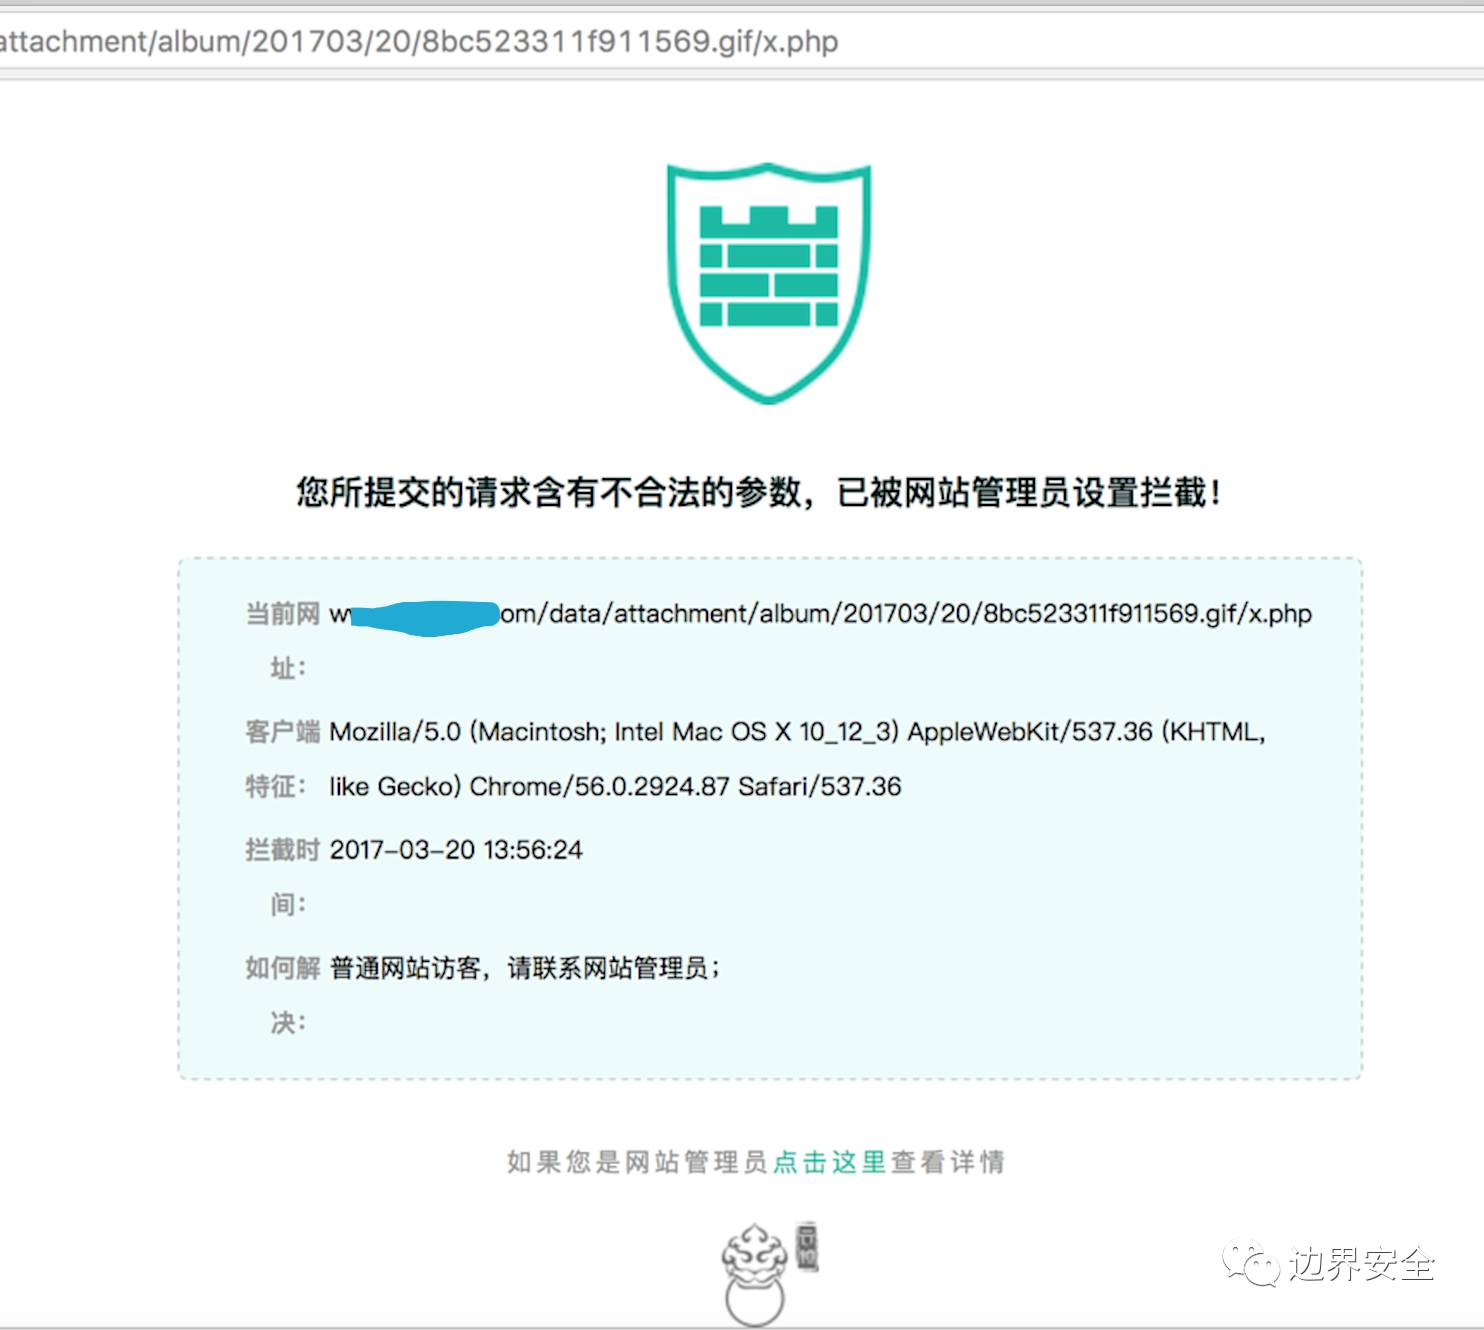 attachment/album/201703/20/8bc523311f911569.gif/x.php
您所提交的请求含有不合法的参数，已被网站管理员设置拦截！
当前网址： w om/data/attachment/album/201703/20/8bc523311f911569.gif/x.php
客户端 Mozilla/5.0 (Macintosh; Intel Mac OS X 10_12_3) AppleWebKit/537.36 (KHTML,
特征： like Gecko) Chrome/56.0.2924.87 Safari/537.36
拦截时间： 2017-03-20 13:56:24
如何解决： 普通网站访客，请联系网站管理员；
如果您是网站管理员点击这里查看详情
边界安全